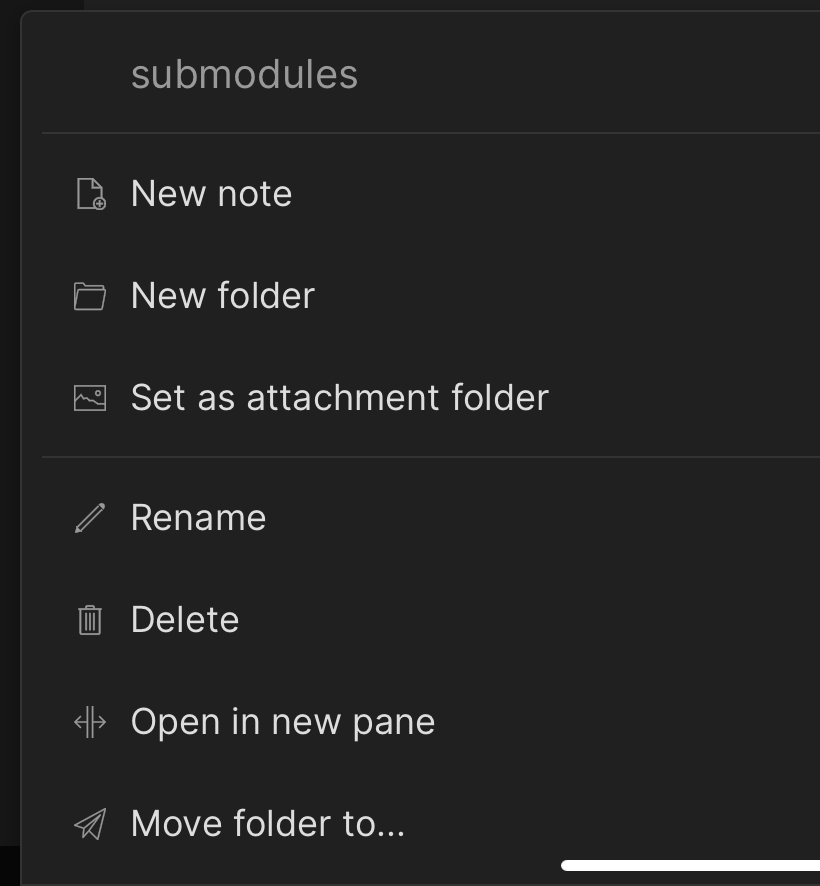 submodules
New note
New folder
Set as attachment folder
Rename
Delete
Open in new pane
Move folder to...